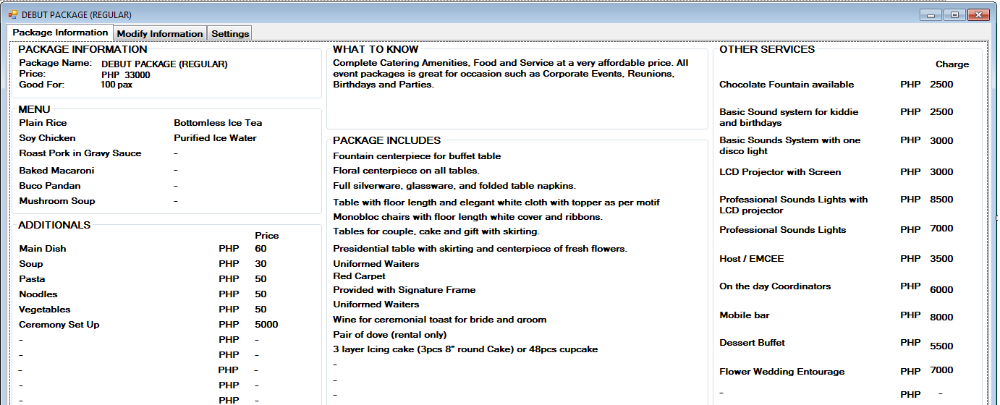 DEBUT PACKAGE (REGULAR)
Package Information Modify Information Settings
PACKAGE INFORMATION
Package Name: DEBUT PACKAGE (REGULAR)
Price: PHP 33000
Good For: 100 pax
MENU
Plain Rice Bottomless Ice Tea
Soy Chicken Purified Ice Water
Roast Pork in Gravy Sauce -
Baked Macaroni -
Buco Pandan -
Mushroom Soup -
ADDITIONALS
Price
Main Dish PHP 60
Soup PHP 30
Pasta PHP 50
Noodles PHP 50
Vegetables PHP 50
Ceremony Set Up PHP 5000
- PHP -
- PHP -
- PHP -
- PHP -
- PHP -
WHAT TO KNOW
Complete Catering Amenities, Food and Service at a very affordable price. All
event packages is great for occasion such as Corporate Events, Reunions,
Birthdays and Parties.
PACKAGE INCLUDES
Fountain centerpiece for buffet table
Floral centerpiece on all tables.
Full silverware, glassware, and folded table napkins.
Table with floor length and elegant white cloth with topper as per motif
Monobloc chairs with floor length white cover and ribbons.
Tables for couple, cake and gift with skirting.
Presidential table with skirting and centerpiece of fresh flowers.
Uniformed Waiters
Red Carpet
Provided with Signature Frame
Uniformed Waiters
Wine for ceremonial toast for bride and groom
Pair of dove (rental only)
3 layer Icing cake (3pcs 8" round Cake) or 48pcs cupcake
-
-
-
OTHER SERVICES
Charge
Chocolate Fountain available PHP 2500
Basic Sound system for kiddie PHP 2500
and birthdays
Basic Sounds System with one PHP 3000
disco light
LCD Projector with Screen PHP 3000
Professional Sounds Lights with PHP 8500
LCD projector
Professional Sounds Lights PHP 7000
Host / EMCEE PHP 3500
On the day Coordinators PHP 6000
Mobile bar PHP 8000
Dessert Buffet PHP 5500
Flower Wedding Entourage PHP 7000
- PHP -